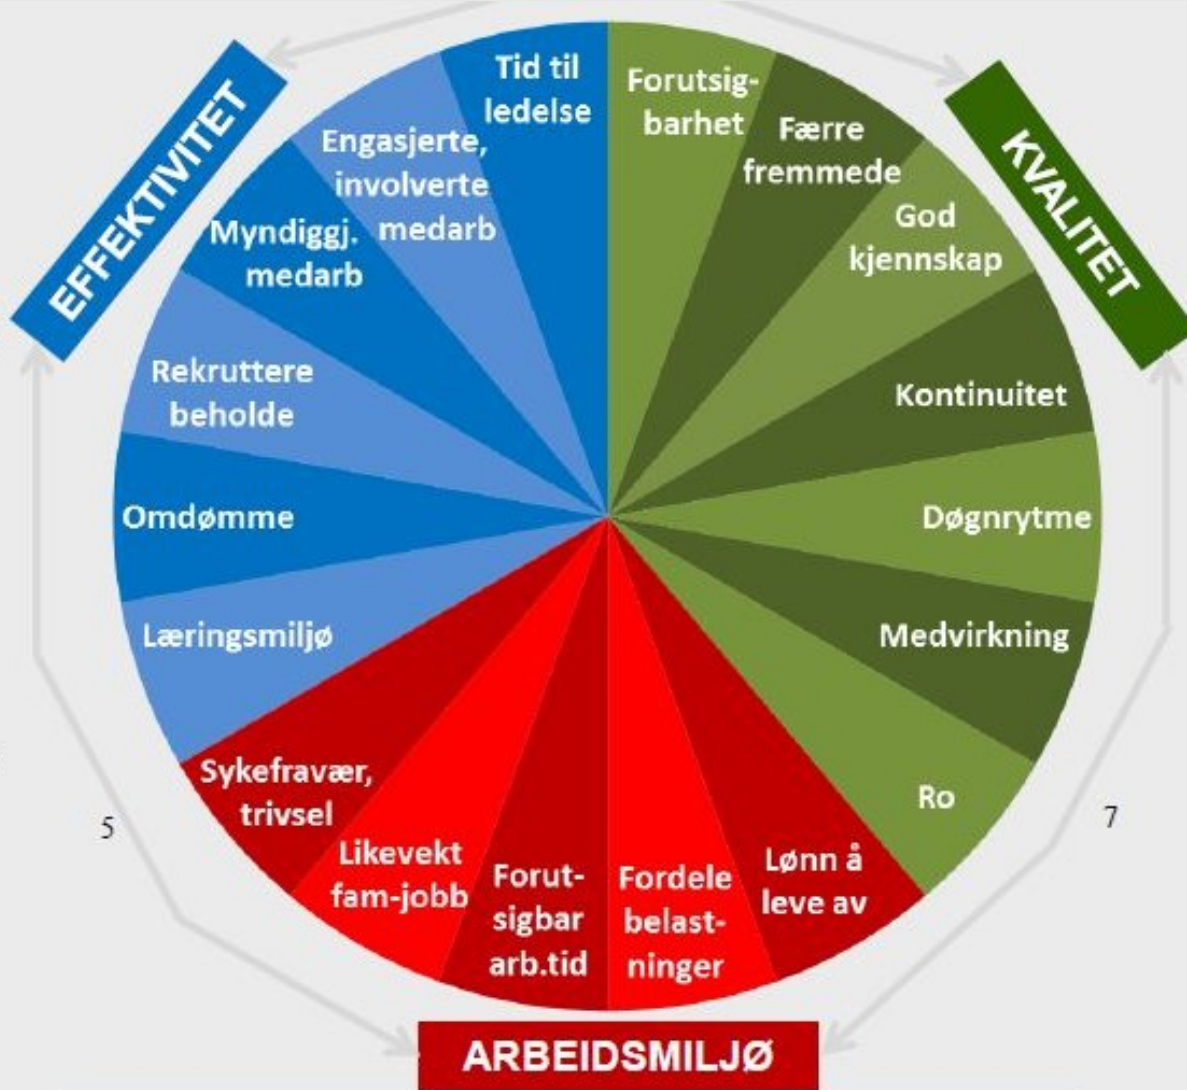 EFFEKTIVITET
KVALITET
Tid til
ledelse
Forutsig-
barhet
Færre
fremmede
God
kjennskap
Kontinuitet
Døgnrytme
Medvirkning
Ro
Lønn å
leve av
Fordele
belast-
ninger
Forut-
sigbar
arb.tid
Likevekt
fam-jobb
Sykefravær,
trivsel
Læringsmiljø
Omdømme
Rekruttere
beholde
Myndiggj.
medarb
Engasjerte,
involverte
medarb
5
7
ARBEIDSMILJØ